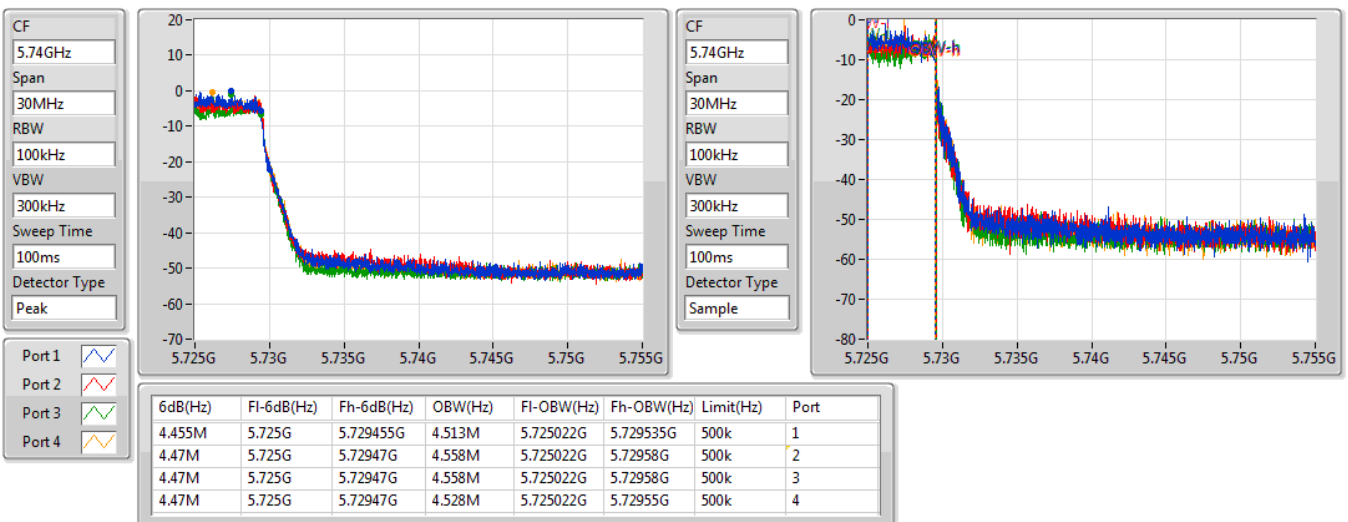 CF
5.74GHz
Span
30MHz
RBW
100kHz
VBW
300kHz
Sweep Time
100ms
Detector Type
Peak
20
10
0
-10
-20
-30
-40
-50
-60
-70
5.725G 5.73G 5.735G 5.74G 5.745G 5.75G 5.755G
CF
5.74GHz
Span
30MHz
RBW
100kHz
VBW
300kHz
Sweep Time
100ms
Detector Type
Sample
0
-10
-20
-30
-40
-50
-60
-70
-80
5.725G 5.73G 5.735G 5.74G 5.745G 5.75G 5.755G
Port 1
Port 2
Port 3
Port 4
6dB(Hz) Fl-6dB(Hz) Fh-6dB(Hz) OBW(Hz) Fl-OBW(Hz) Fh-OBW(Hz) Limit(Hz) Port
4.455M 5.725G 5.729455G 4.513M 5.725022G 5.729535G 500k 1
4.47M 5.725G 5.72947G 4.558M 5.725022G 5.72958G 500k 2
4.47M 5.725G 5.72947G 4.558M 5.725022G 5.72958G 500k 3
4.47M 5.725G 5.72947G 4.528M 5.725022G 5.72955G 500k 4